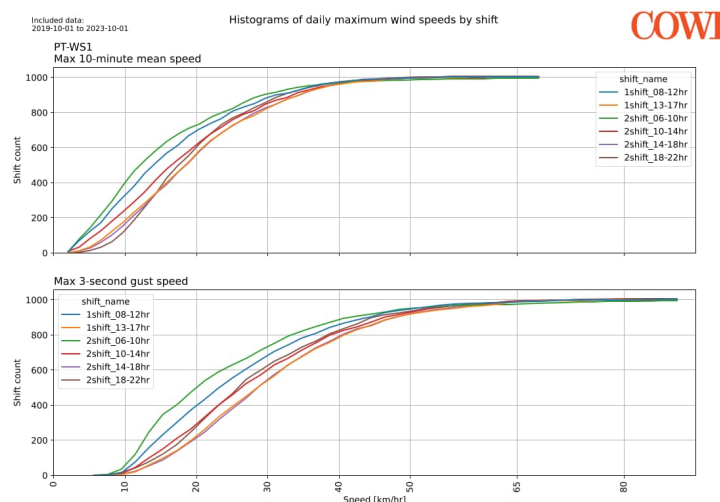 Included data:
2019-10-01 to 2023-10-01
Histograms of daily maximum wind speeds by shift
COWI
PT-WS1
Max 10-minute mean speed
1000
800
600
400
200
0
Shift count
shift_name
1shift_08-12hr
1shift_13-17hr
2shift_06-10hr
2shift_10-14hr
2shift_14-18hr
2shift_18-22hr
Max 3-second gust speed
1000
800
600
400
200
0
Shift count
shift_name
1shift_08-12hr
1shift_13-17hr
2shift_06-10hr
2shift_10-14hr
2shift_14-18hr
2shift_18-22hr
0 10 20 30 40 50 65 80
Speed [km/hr]